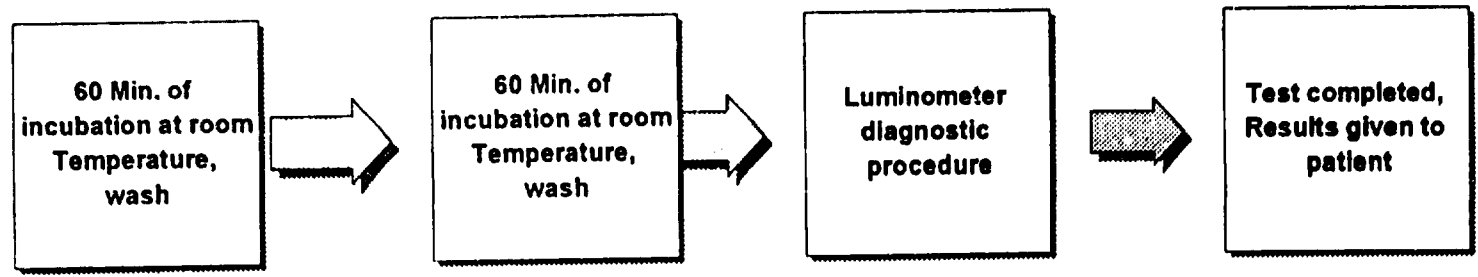 60 Min. of
incubation at room
Temperature,
wash
60 Min. of
incubation at room
Temperature,
wash
Luminometer
diagnostic
procedure
Test completed,
Results given to
patient